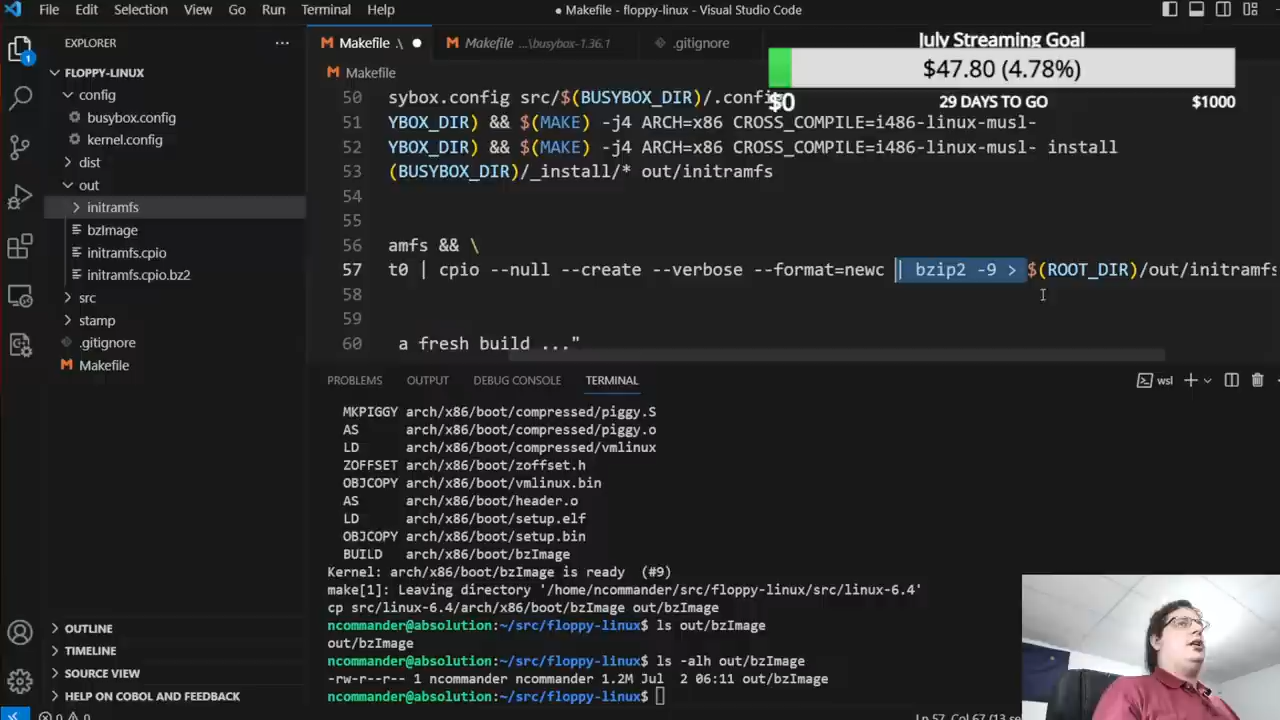 File Edit Selection View Go Run Terminal Help
● Makefile - floppy-linux - Visual Studio Code
EXPLORER
FLOPPY-LINUX
config
busybox.config
kernel.config
dist
out
initramfs
bzImage
initramfs.cpio
initramfs.cpio.bz2
src
stamp
.gitignore
Makefile
OUTLINE
TIMELINE
SOURCE VIEW
HELP ON COBOL AND FEEDBACK
1
Makefile .\ ●
Makefile ...\busybox-1.36.1
.gitignore
Makefile
July Streaming Goal
$47.80 (4.78%)
$0 29 DAYS TO GO $1000
50 sybox.config src/$(BUSYBOX_DIR)/.config
51 YBOX_DIR) && $(MAKE) -j4 ARCH=x86 CROSS_COMPILE=i486-linux-musl-
52 YBOX_DIR) && $(MAKE) -j4 ARCH=x86 CROSS_COMPILE=i486-linux-musl- install
53 (BUSYBOX_DIR)/_install/* out/initramfs
54
55
56 amfs && \
57 t0 | cpio --null --create --verbose --format=newc | bzip2 -9 > $(ROOT_DIR)/out/initramfs
58
59
60 a fresh build ..."
PROBLEMS OUTPUT DEBUG CONSOLE TERMINAL
wsl
MKPIGGY arch/x86/boot/compressed/piggy.S
AS arch/x86/boot/compressed/piggy.o
LD arch/x86/boot/compressed/vmlinux
ZOFFSET arch/x86/boot/zoffset.h
OBJCOPY arch/x86/boot/vmlinux.bin
AS arch/x86/boot/header.o
LD arch/x86/boot/setup.elf
OBJCOPY arch/x86/boot/setup.bin
BUILD arch/x86/boot/bzImage
Kernel: arch/x86/boot/bzImage is ready (#9)
make[1]: Leaving directory '/home/ncommander/src/floppy-linux/src/linux-6.4'
cp src/linux-6.4/arch/x86/boot/bzImage out/bzImage
ncommander@absolution:~/src/floppy-linux$ ls out/bzImage
out/bzImage
ncommander@absolution:~/src/floppy-linux$ ls -alh out/bzImage
-rw-r--r-- 1 ncommander ncommander 1.2M Jul 2 06:11 out/bzImage
ncommander@absolution:~/src/floppy-linux$
0 0
Ln 57, Col 67 (13 se